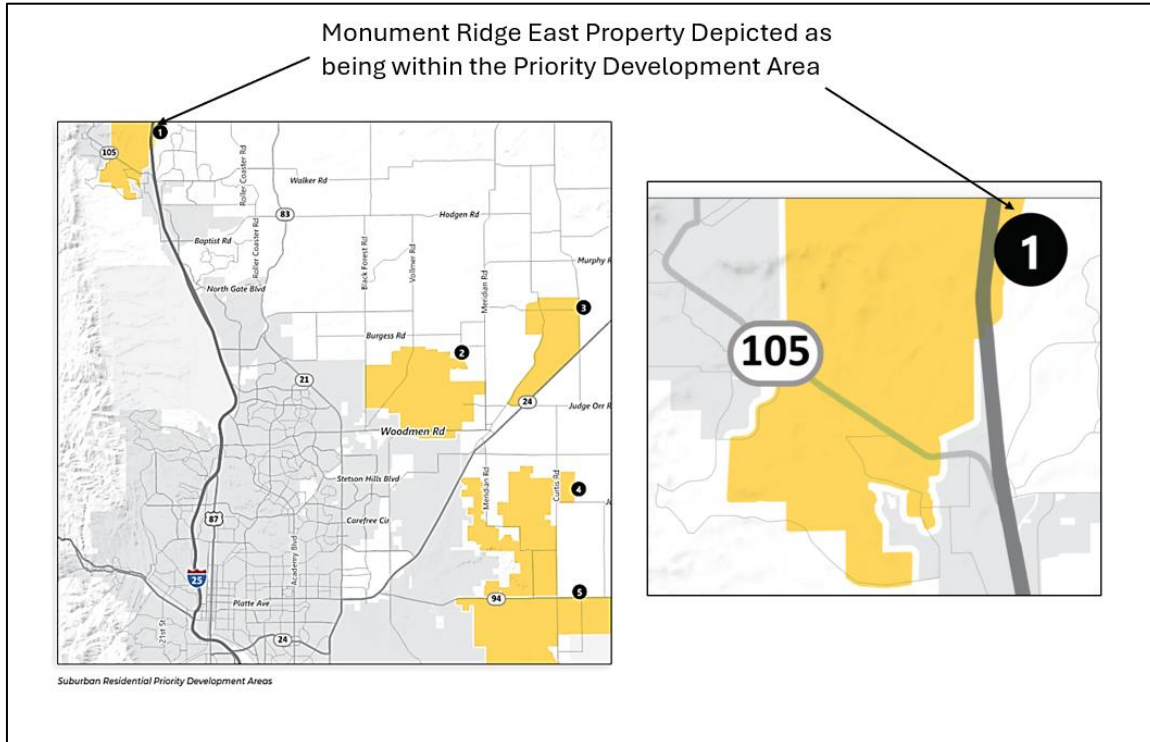 Monument Ridge East Property Depicted as
being within the Priority Development Area
1
105
Roller Coaster Rd
Walker Rd
83
Hodgen Rd
Baptist Rd
Roller Coaster Rd
Black Forest Rd
Vollmer Rd
Meridian Rd
Murphy R
North Gate Blvd
3
Burgess Rd
2
21
24
Judge Orr R
Woodmen Rd
Stetson Hills Blvd
Meridian Rd
Curtis Rd
4
Carefree Cir
87
Academy Blvd
25
94
5
Platte Ave
21st St
24
Suburban Residential Priority Development Areas
1
105